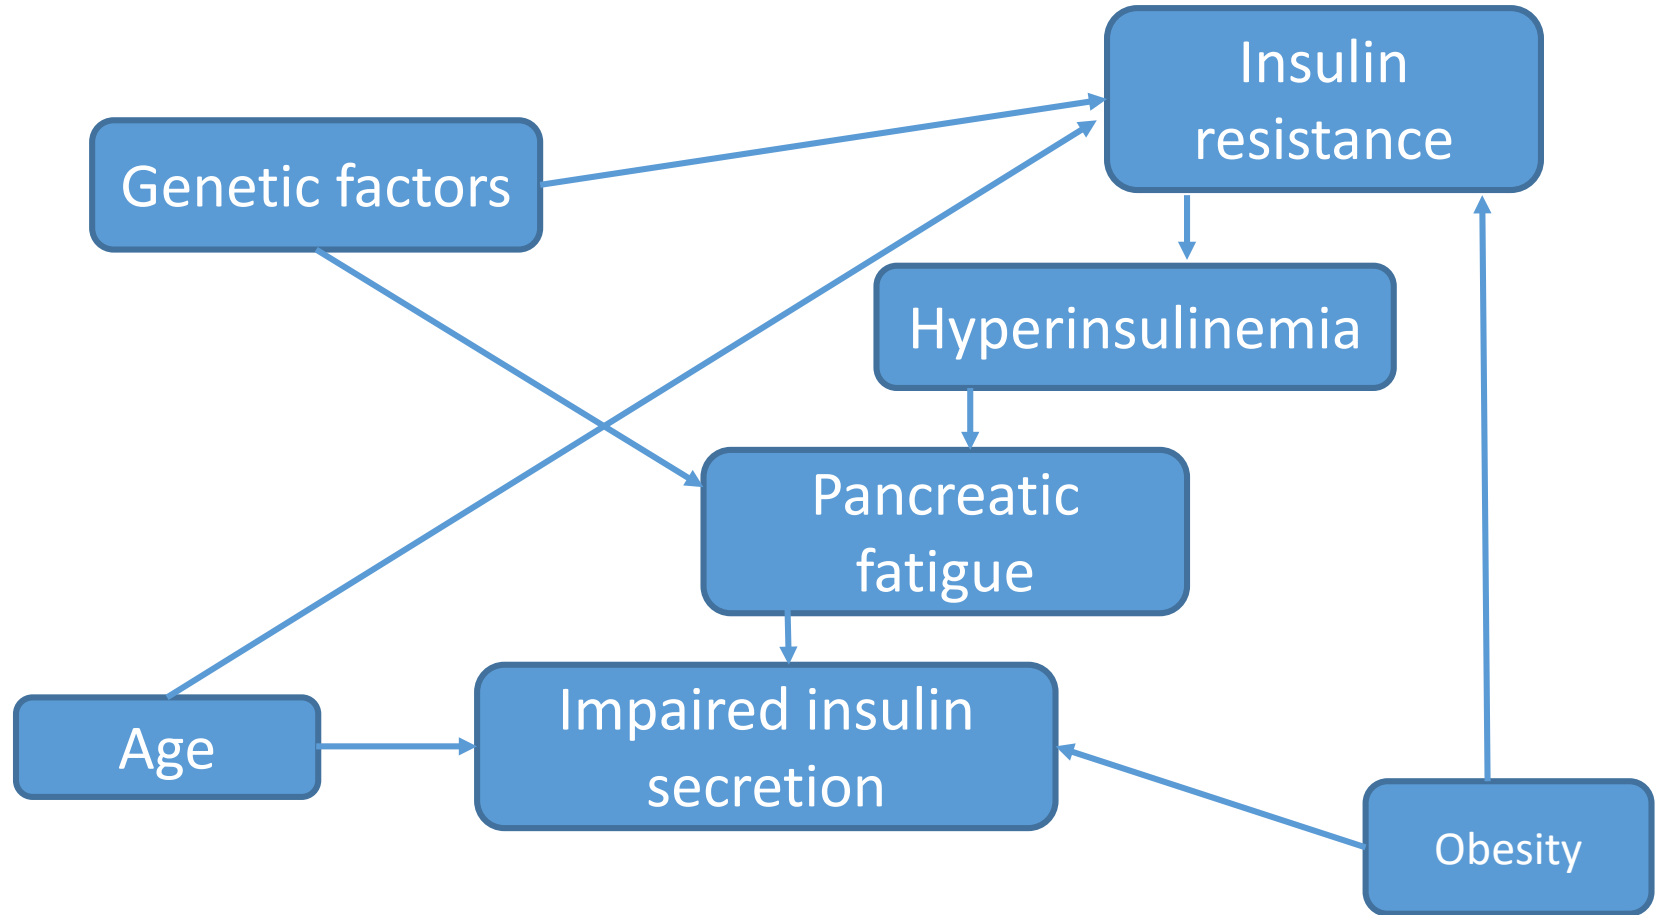 Insulin
resistance
Genetic factors
Hyperinsulinemia
Pancreatic
fatigue
Impaired insulin
secretion
Age
Obesity